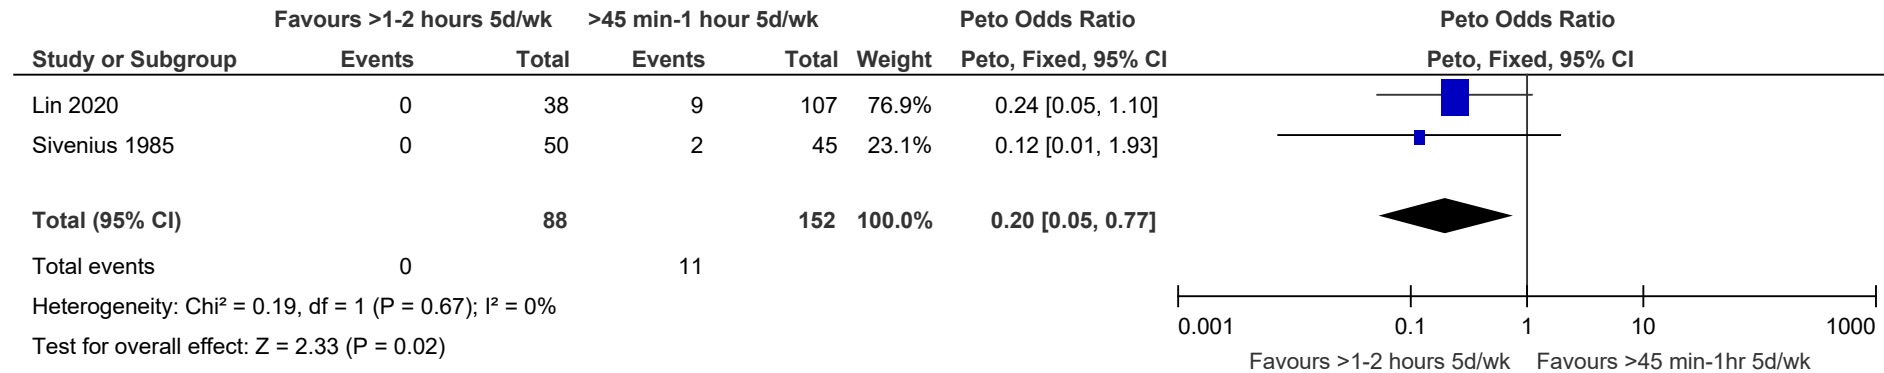 Favours >1-2 hours 5d/wk >45 min-1 hour 5d/wk Peto Odds Ratio Peto Odds Ratio
Study or Subgroup Events Total Events Total Weight Peto, Fixed, 95% CI Peto, Fixed, 95% CI
Lin 2020 0 38 9 107 76.9% 0.24 [0.05, 1.10]
Sivenius 1985 0 50 2 45 23.1% 0.12 [0.01, 1.93]
Total (95% CI) 88 152 100.0% 0.20 [0.05, 0.77]
Total events 0 11
Heterogeneity: Chi² = 0.19, df = 1 (P = 0.67); I² = 0%
Test for overall effect: Z = 2.33 (P = 0.02)
0.001 0.1 1 10 1000
Favours >1-2 hours 5d/wk Favours >45 min-1hr 5d/wk